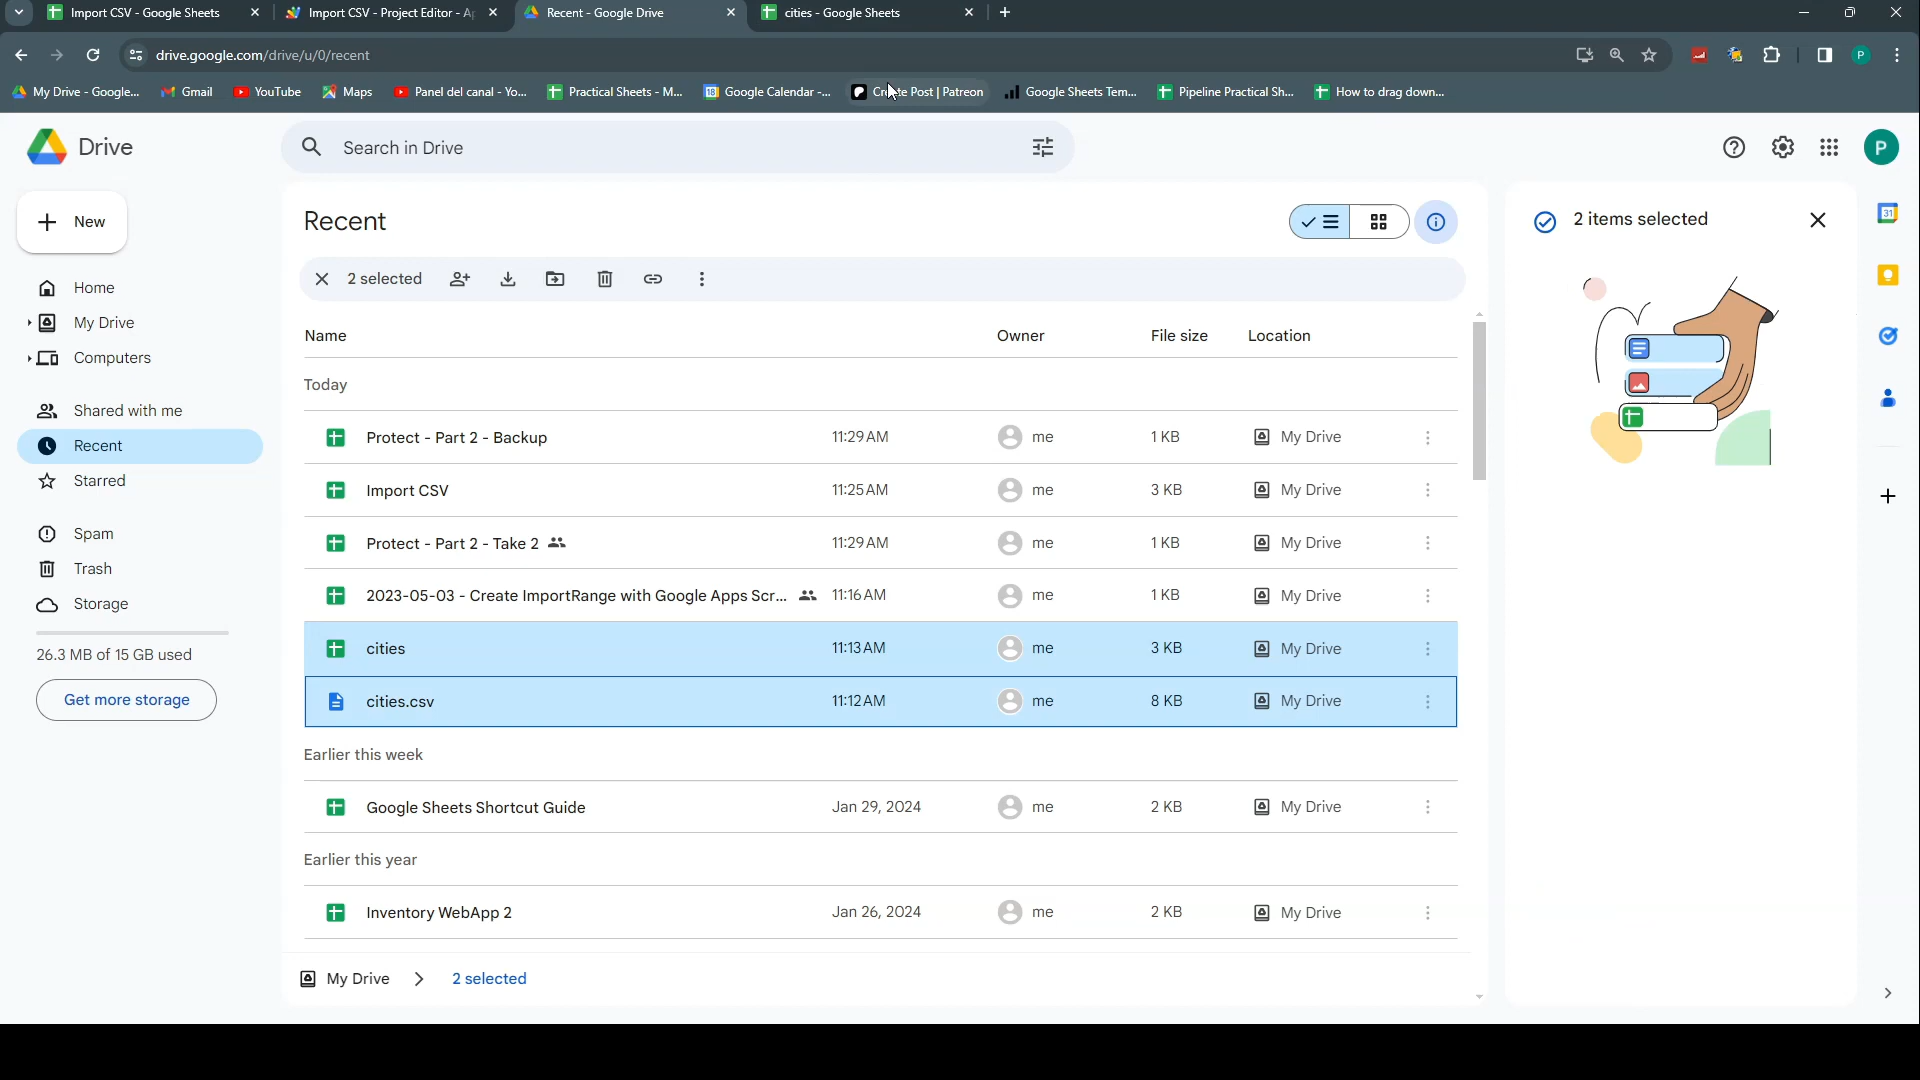 Import CSV - Google Sheets
Import CSV - Project Editor - A
Recent - Google Drive
cities - Google Sheets
drive.google.com/drive/u/0/recent
My Drive - Google...
Gmail
YouTube
Maps
Panel del canal - Yo...
Practical Sheets - M...
Google Calendar -...
Create Post | Patreon
Google Sheets Tem...
Pipeline Practical Sh...
How to drag down...
Drive
Search in Drive
P
New
Home
My Drive
Computers
Shared with me
Recent
Starred
Spam
Trash
Storage
26.3 MB of 15 GB used
Get more storage
Recent
2 selected
Name Owner File size Location
Today
Protect - Part 2 - Backup 11:29 AM me 1 KB My Drive
Import CSV 11:25 AM me 3 KB My Drive
Protect - Part 2 - Take 2 11:29 AM me 1 KB My Drive
2023-05-03 - Create ImportRange with Google Apps Scr... 11:16 AM me 1 KB My Drive
cities 11:13 AM me 3 KB My Drive
cities.csv 11:12 AM me 8 KB My Drive
Earlier this week
Google Sheets Shortcut Guide Jan 29, 2024 me 2 KB My Drive
Earlier this year
Inventory WebApp 2 Jan 26, 2024 me 2 KB My Drive
My Drive 2 selected
2 items selected
31